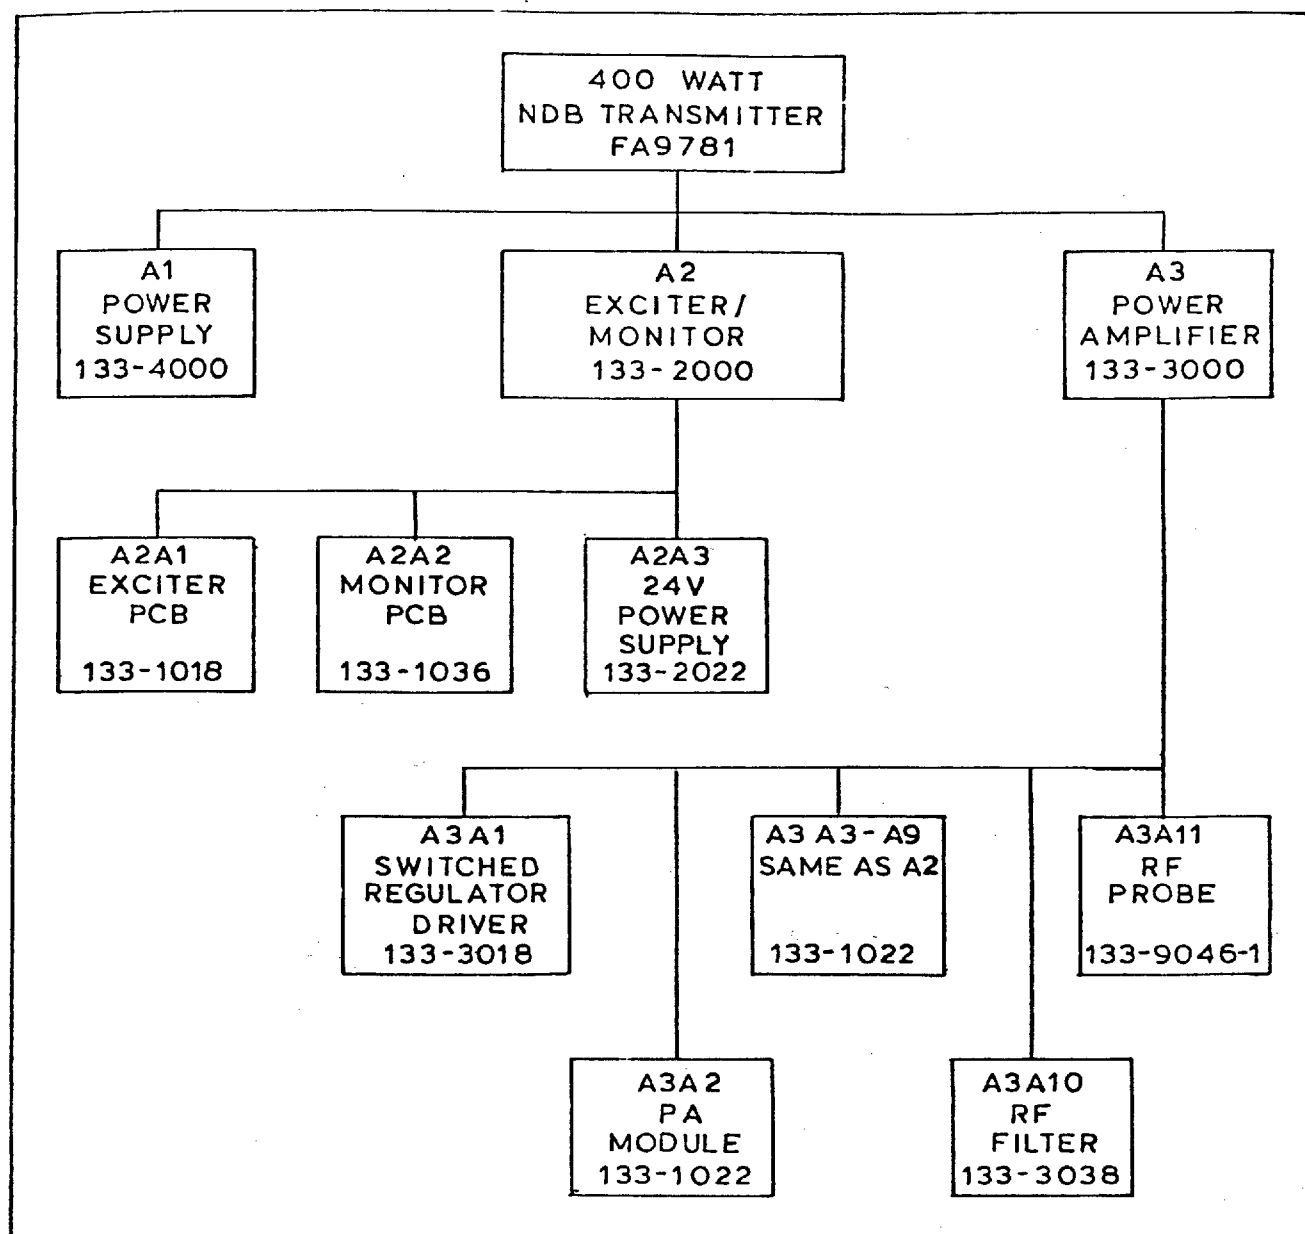 400 WATT
NDB TRANSMITTER
FA9781
A1
POWER
SUPPLY
133-4000
A2
EXCITER/
MONITOR
133-2000
A3
POWER
AMPLIFIER
133-3000
A2A1
EXCITER
PCB
133-1018
A2A2
MONITOR
PCB
133-1036
A2A3
24V
POWER
SUPPLY
133-2022
A3A1
SWITCHED
REGULATOR
DRIVER
133-3018
A3A3-A9
SAME AS A2
133-1022
A3A11
RF
PROBE
133-9046-1
A3A2
PA
MODULE
133-1022
A3A10
RF
FILTER
133-3038